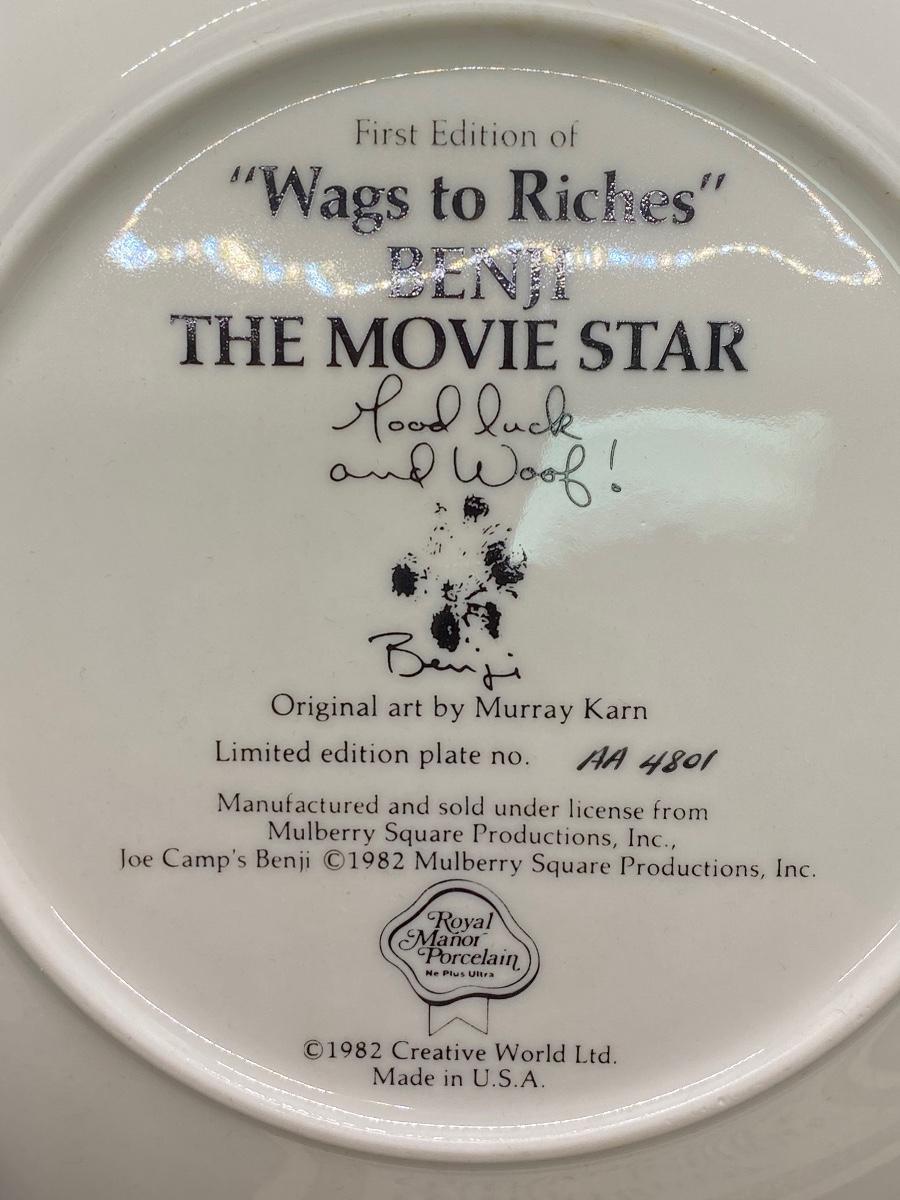 First Edition of
"Wags to Riches"
BENJI
THE MOVIE STAR
Good luck
and Woof!
Benji
Original art by Murray Karn
Limited edition plate no. AA 4801
Manufactured and sold under license from
Mulberry Square Productions, Inc.,
Joe Camp's Benji ©1982 Mulberry Square Productions, Inc.
Royal
Manor
Porcelain
Ne Plus Ultra
©1982 Creative World Ltd.
Made in U.S.A.